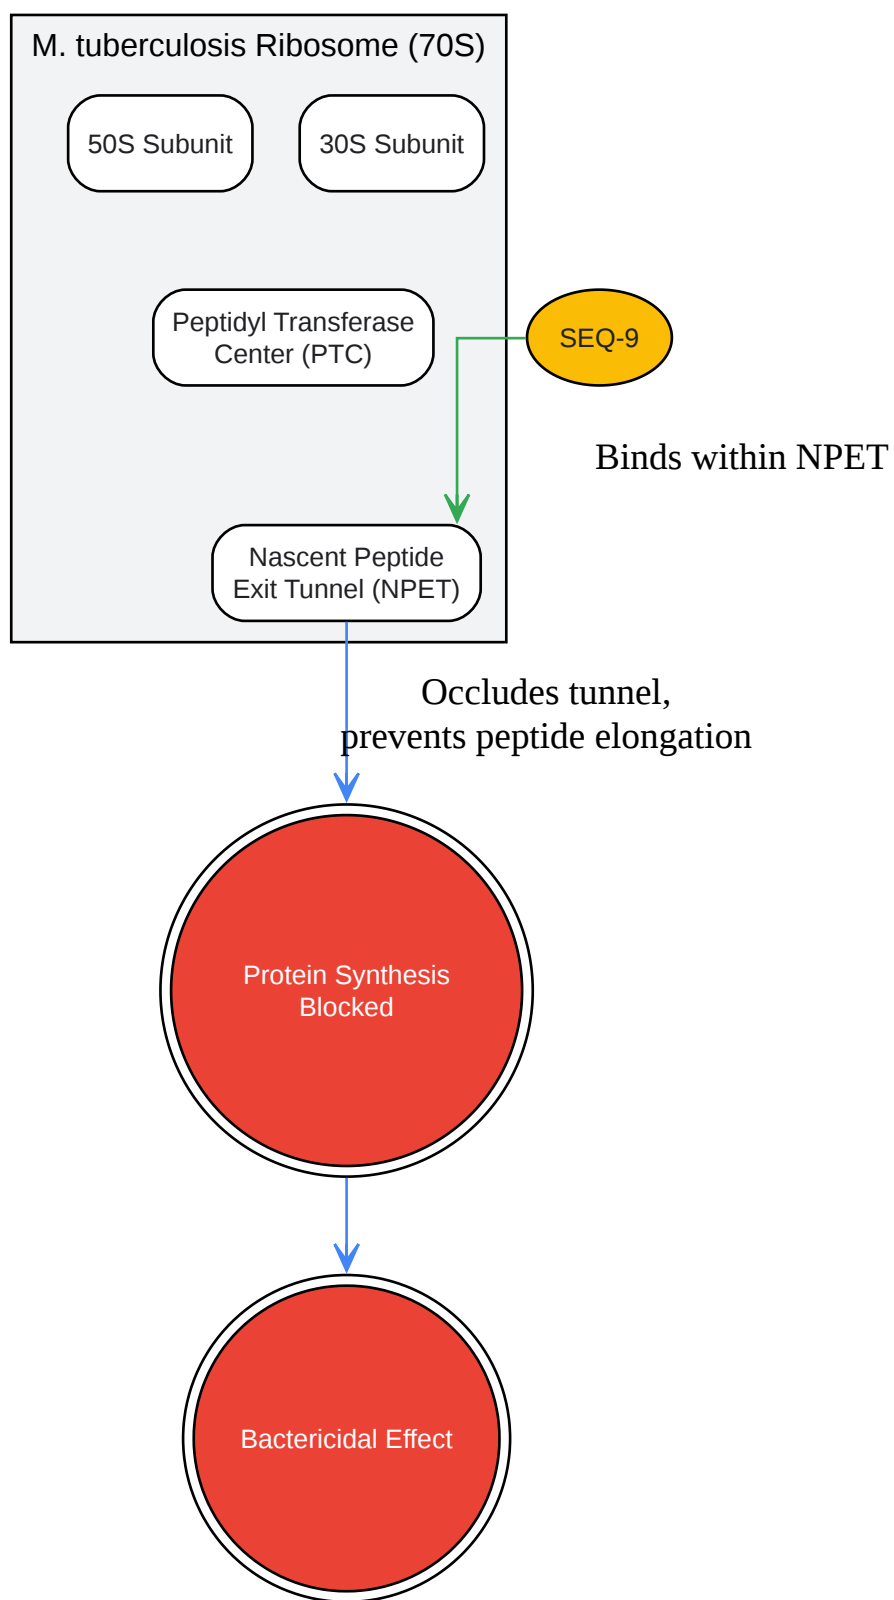 M. tuberculosis Ribosome (70S)
50S Subunit
30S Subunit
Peptidyl Transferase
Center (PTC)
SEQ-9
Binds within NPET
Nascent Peptide
Exit Tunnel (NPET)
Occludes tunnel,
prevents peptide elongation
Protein Synthesis
Blocked
Bactericidal Effect